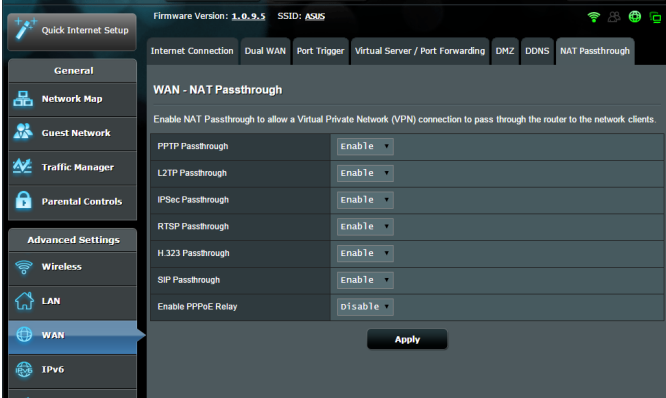 Firmware Version: 1.0.9.5 SSID: ASUS
Quick Internet Setup
Internet Connection Dual WAN Port Trigger Virtual Server / Port Forwarding DMZ DDNS NAT Passthrough
General
Network Map
Guest Network
Traffic Manager
Parental Controls
Advanced Settings
Wireless
LAN
WAN
IPv6
WAN - NAT Passthrough
Enable NAT Passthrough to allow a Virtual Private Network (VPN) connection to pass through the router to the network clients.
PPTP Passthrough Enable
L2TP Passthrough Enable
IPSec Passthrough Enable
RTSP Passthrough Enable
H.323 Passthrough Enable
SIP Passthrough Enable
Enable PPPoE Relay Disable
Apply